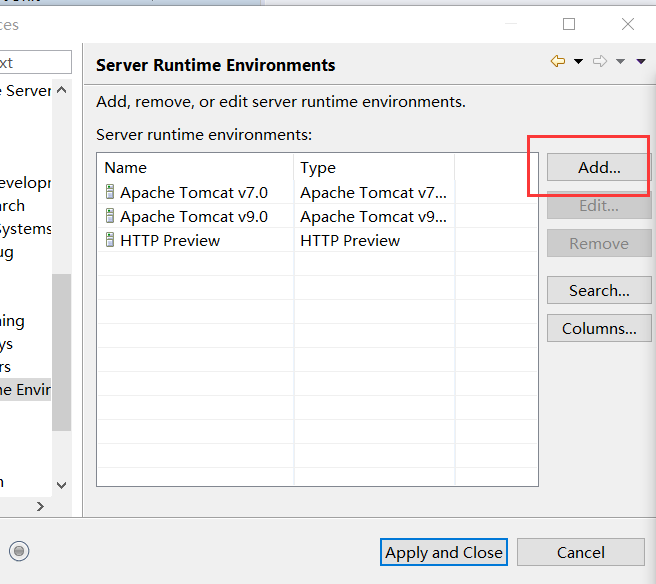 ces
xt
Server Runtime Environments
e Server
Add, remove, or edit server runtime environments.
Server runtime environments:
Name Type
Add...
evelopr
Apache Tomcat v7.0 Apache Tomcat v7...
rch
Edit...
Apache Tomcat v9.0 Apache Tomcat v9...
Systems
HTTP Preview HTTP Preview
Remove
ug
Search...
ning
Columns...
ys
rs
ne Envir
n
Apply and Close Cancel